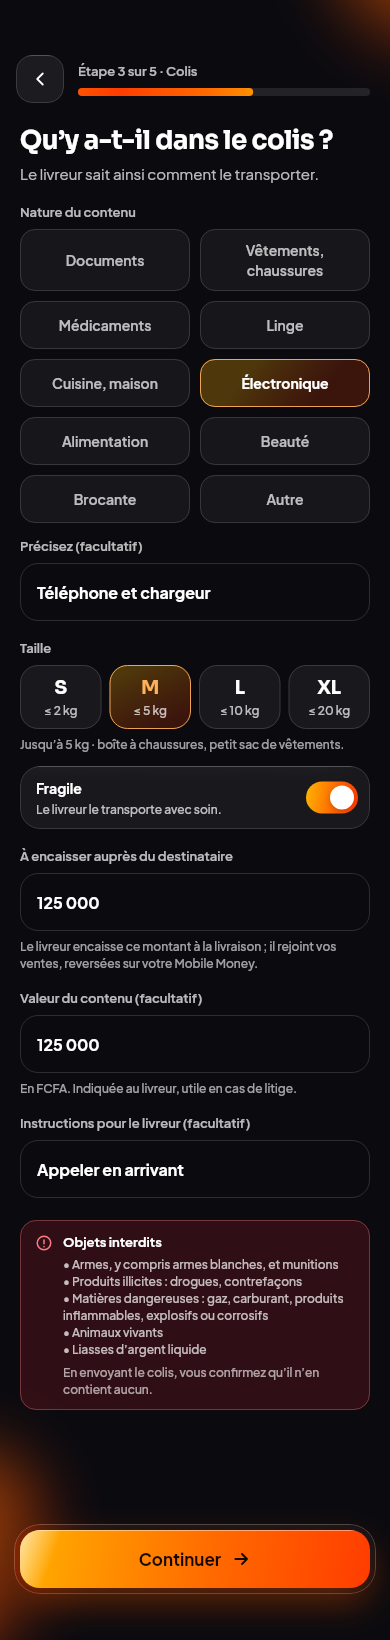 Étape 3 sur 5 · Colis
Qu’y a-t-il dans le colis ?
Le livreur sait ainsi comment le transporter.
Nature du contenu
Documents
Vêtements,
chaussures
Médicaments
Linge
Cuisine, maison
Électronique
Alimentation
Beauté
Brocante
Autre
Précisez (facultatif)
Téléphone et chargeur
Taille
S
M
L
XL
≤ 2 kg
≤ 5 kg
≤ 10 kg
≤ 20 kg
Jusqu’à 5 kg · boîte à chaussures, petit sac de vêtements.
Fragile
Le livreur le transporte avec soin.
À encaisser auprès du destinataire
125 000
Le livreur encaisse ce montant à la livraison ; il rejoint vos
ventes, reversées sur votre Mobile Money.
Valeur du contenu (facultatif)
125 000
En FCFA. Indiquée au livreur, utile en cas de litige.
Instructions pour le livreur (facultatif)
Appeler en arrivant
Objets interdits
• Armes, y compris armes blanches, et munitions
• Produits illicites : drogues, contrefaçons
• Matières dangereuses : gaz, carburant, produits
inflammables, explosifs ou corrosifs
• Animaux vivants
• Liasses d’argent liquide
En envoyant le colis, vous confirmez qu’il n’en
contient aucun.
Continuer →